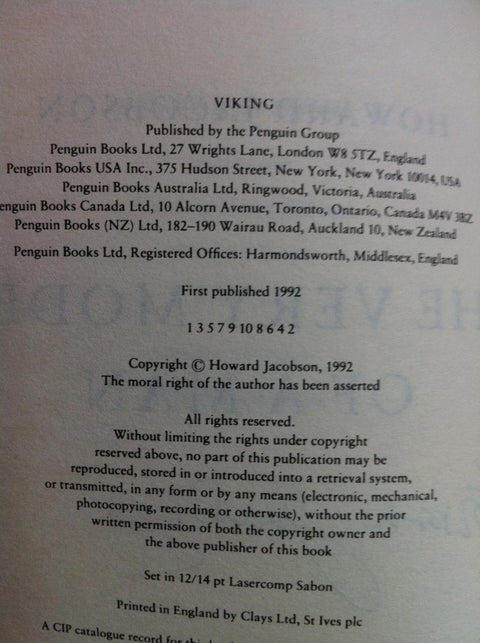 VIKING
Published by the Penguin Group
Penguin Books Ltd, 27 Wrights Lane, London W8 5TZ, England
Penguin Books USA Inc., 375 Hudson Street, New York, New York 10014, USA
Penguin Books Australia Ltd, Ringwood, Victoria, Australia
enguin Books Canada Ltd, 10 Alcorn Avenue, Toronto, Ontario, Canada M4V 3B2
Penguin Books (NZ) Ltd, 182–190 Wairau Road, Auckland 10, New Zealand
Penguin Books Ltd, Registered Offices: Harmondsworth, Middlesex, England
First published 1992
1 3 5 7 9 10 8 6 4 2
Copyright © Howard Jacobson, 1992
The moral right of the author has been asserted
All rights reserved.
Without limiting the rights under copyright
reserved above, no part of this publication may be
reproduced, stored in or introduced into a retrieval system,
or transmitted, in any form or by any means (electronic, mechanical,
photocopying, recording or otherwise), without the prior
written permission of both the copyright owner and
the above publisher of this book
Set in 12/14 pt Lasercomp Sabon
Printed in England by Clays Ltd, St Ives plc
A CIP catalogue record for this